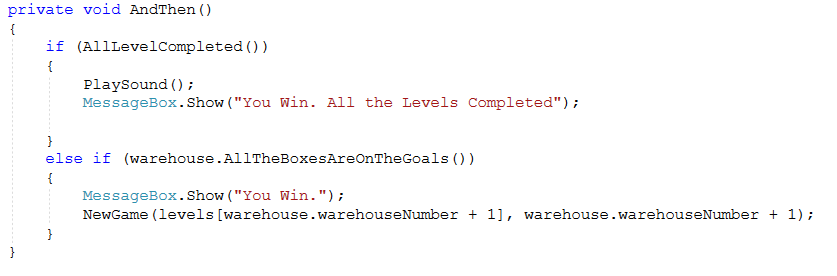 private void AndThen()
{
    if (AllLevelCompleted())
    {
        PlaySound();
        MessageBox.Show("You Win. All the Levels Completed");

    }
    else if (warehouse.AllTheBoxesAreOnTheGoals())
    {
        MessageBox.Show("You Win.");
        NewGame(levels[warehouse.warehouseNumber + 1], warehouse.warehouseNumber + 1);
    }
}